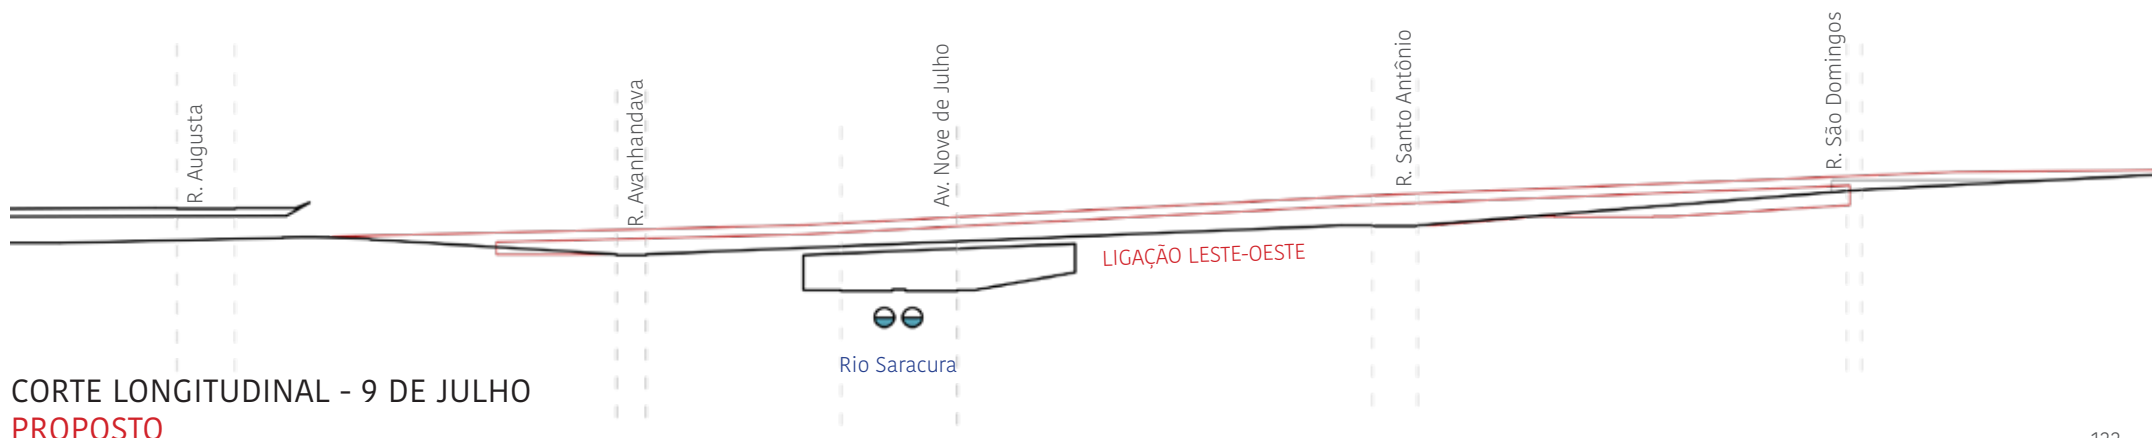 R. Augusta
R. Avanhandava
Av. Nove de Julho
R. Santo Antônio
R. São Domingos
LIGAÇÃO LESTE-OESTE
Rio Saracura
CORTE LONGITUDINAL - 9 DE JULHO
PROPOSTO